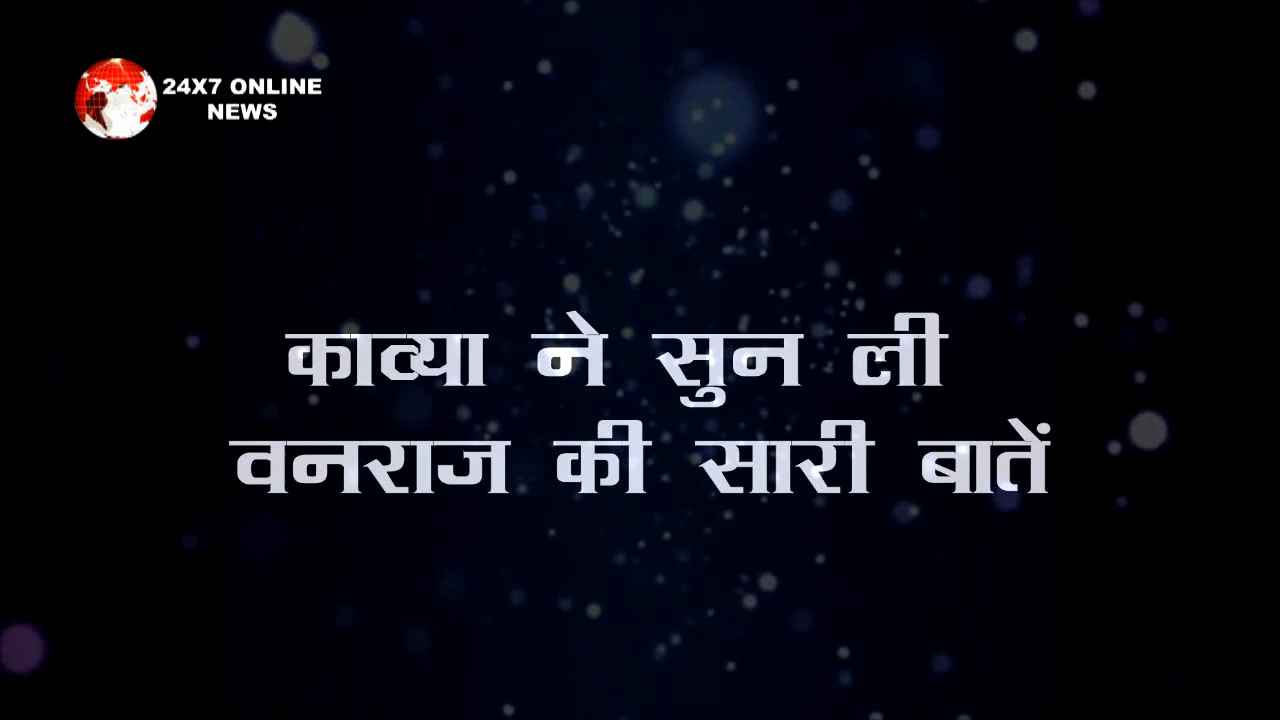 24X7 ONLINE
NEWS
काव्या ने सुन ली
वनराज की सारी बातें